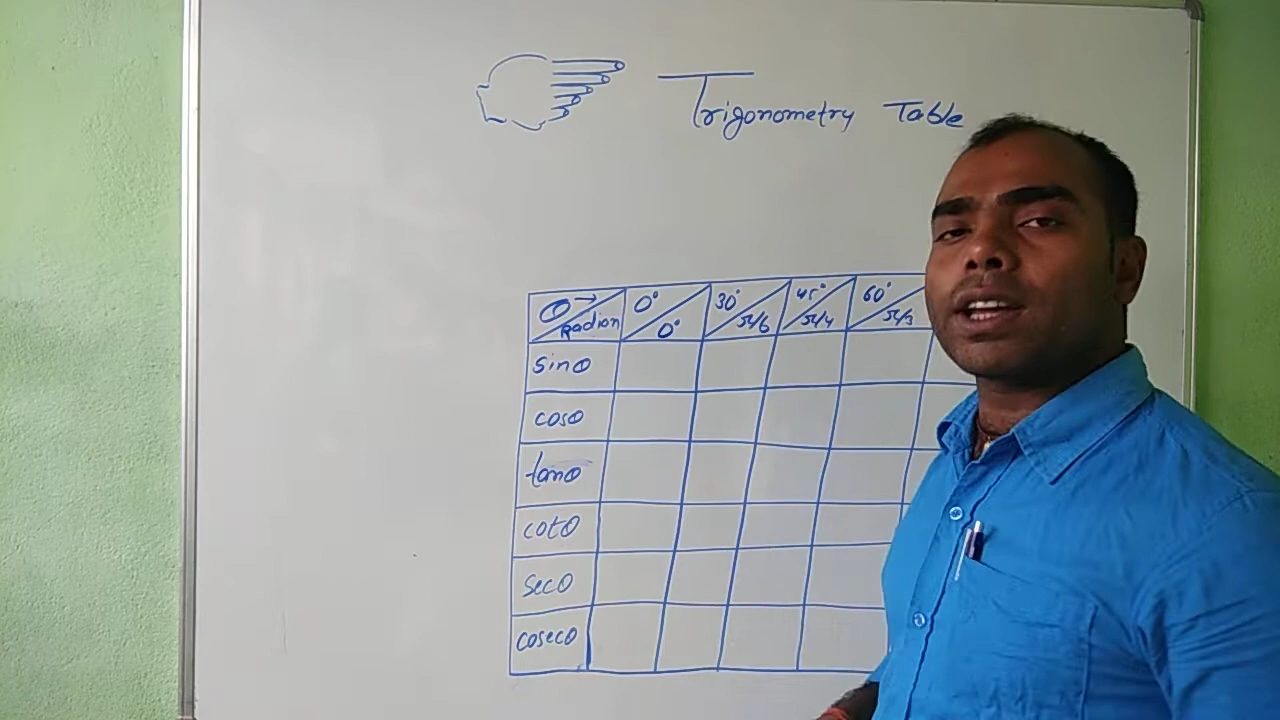 Trigonometry Table
θ → 0° 30° 45° 60°
Radian 0° π/6 π/4 π/3
sinθ
cosθ
tanθ
cotθ
secθ
cosecθ